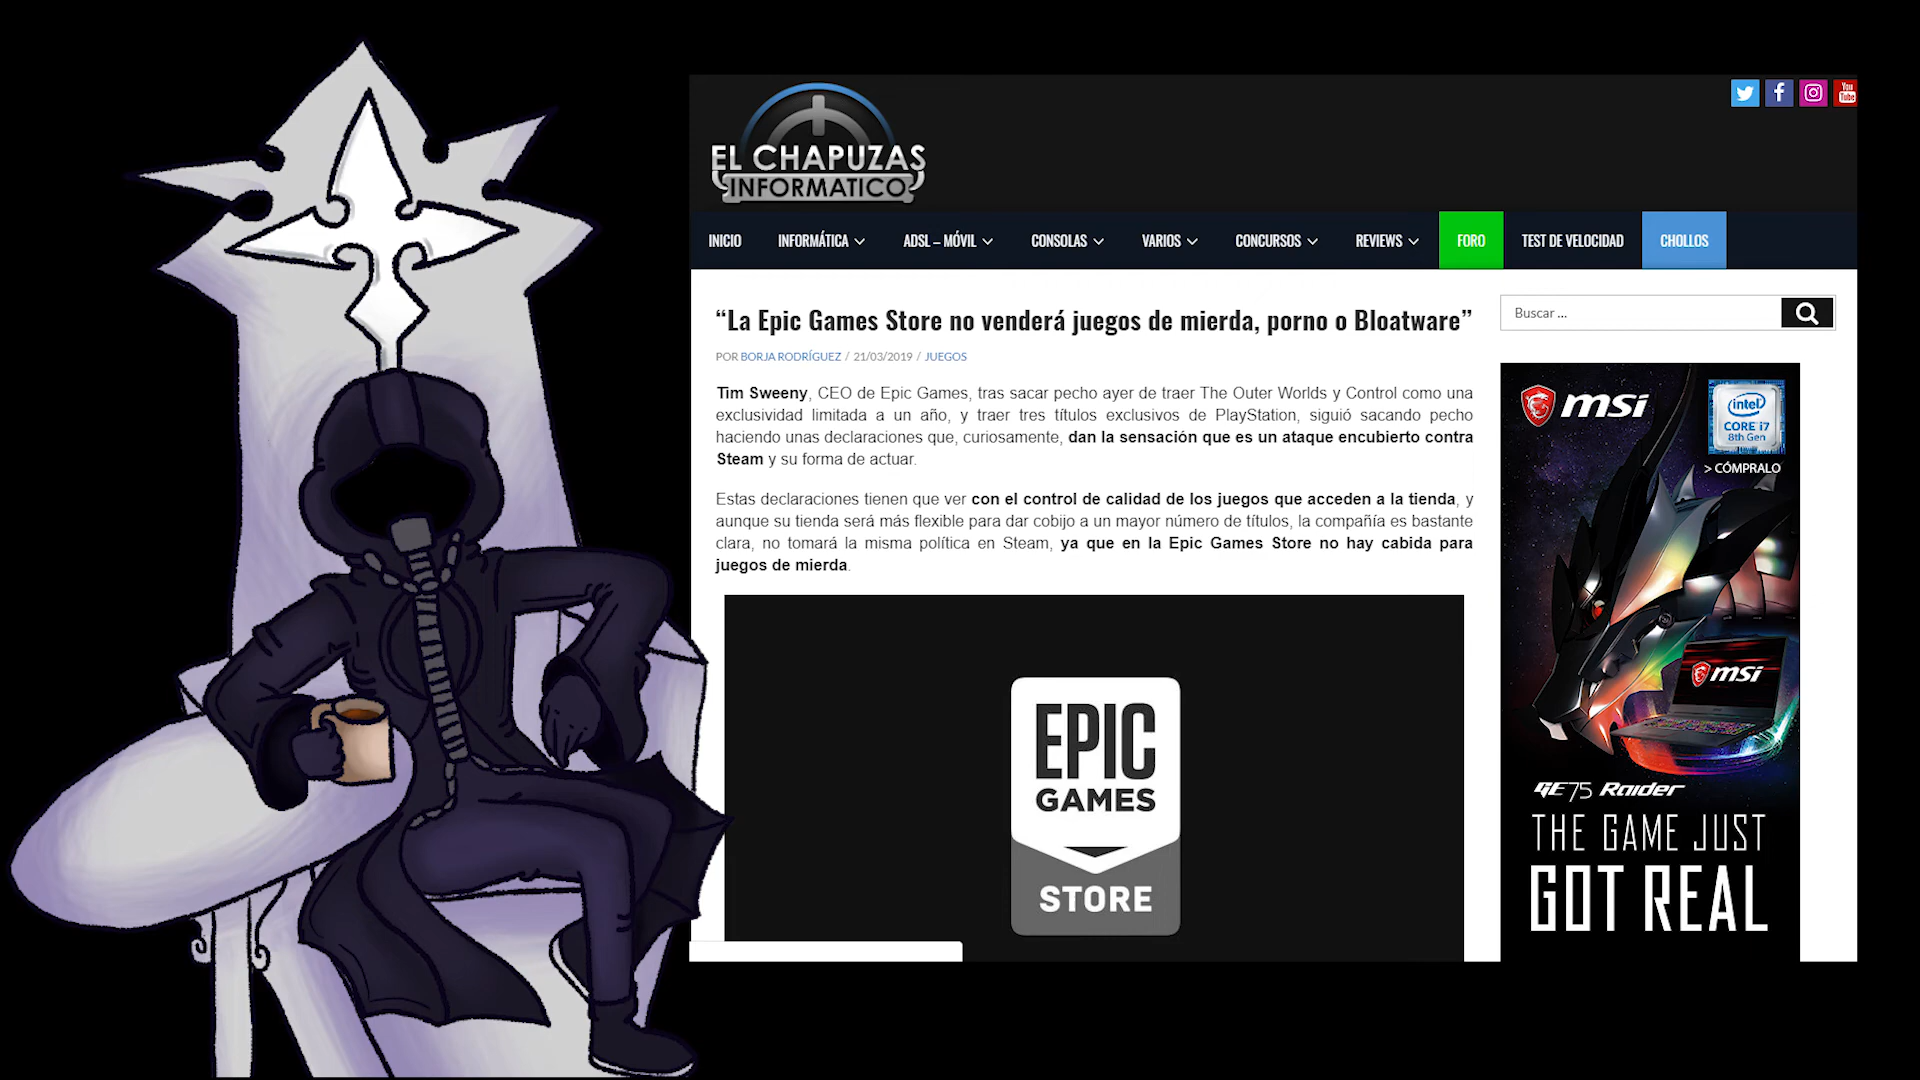 EL CHAPUZAS
INFORMATICO
You
Tube
INICIO INFORMÁTICA ADSL – MÓVIL CONSOLAS VARIOS CONCURSOS REVIEWS FORO TEST DE VELOCIDAD CHOLLOS
“La Epic Games Store no venderá juegos de mierda, porno o Bloatware”
POR BORJA RODRÍGUEZ / 21/03/2019 / JUEGOS
Tim Sweeny, CEO de Epic Games, tras sacar pecho ayer de traer The Outer Worlds y Control como una
exclusividad limitada a un año, y traer tres títulos exclusivos de PlayStation, siguió sacando pecho
haciendo unas declaraciones que, curiosamente, dan la sensación que es un ataque encubierto contra
Steam y su forma de actuar.
Estas declaraciones tienen que ver con el control de calidad de los juegos que acceden a la tienda, y
aunque su tienda será más flexible para dar cobijo a un mayor número de títulos, la compañía es bastante
clara, no tomará la misma política en Steam, ya que en la Epic Games Store no hay cabida para
juegos de mierda.
EPIC
GAMES
STORE
Buscar ...
msi
intel
CORE i7
8th Gen
> CÓMPRALO
msi
GE75 Raider
THE GAME JUST
GOT REAL